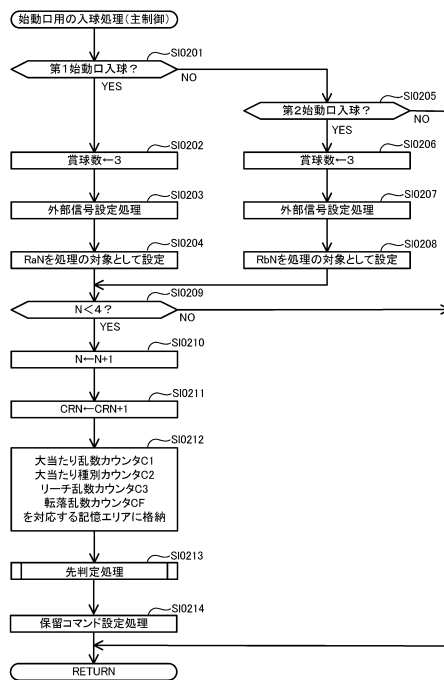 始動口用の入球処理(主制御)
SI0201
第1始動口入球?
NO
YES
SI0205
第2始動口入球?
NO
YES
SI0202
賞球数←3
SI0206
賞球数←3
SI0203
外部信号設定処理
SI0207
外部信号設定処理
SI0204
RaNを処理の対象として設定
SI0208
RbNを処理の対象として設定
SI0209
N<4?
NO
YES
SI0210
N←N+1
SI0211
CRN←CRN+1
SI0212
大当たり乱数カウンタC1
大当たり種別カウンタC2
リーチ乱数カウンタC3
転落乱数カウンタCF
を対応する記憶エリアに格納
SI0213
先判定処理
SI0214
保留コマンド設定処理
RETURN